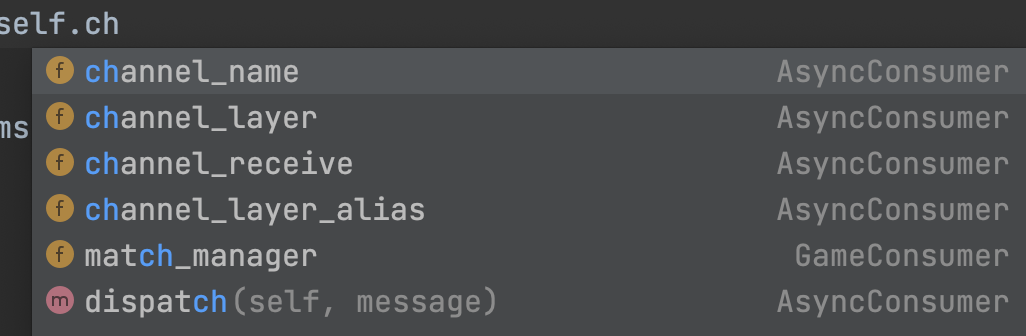 self.ch
f channel_name AsyncConsumer
f channel_layer AsyncConsumer
ms f channel_receive AsyncConsumer
f channel_layer_alias AsyncConsumer
f match_manager GameConsumer
m dispatch(self, message) AsyncConsumer